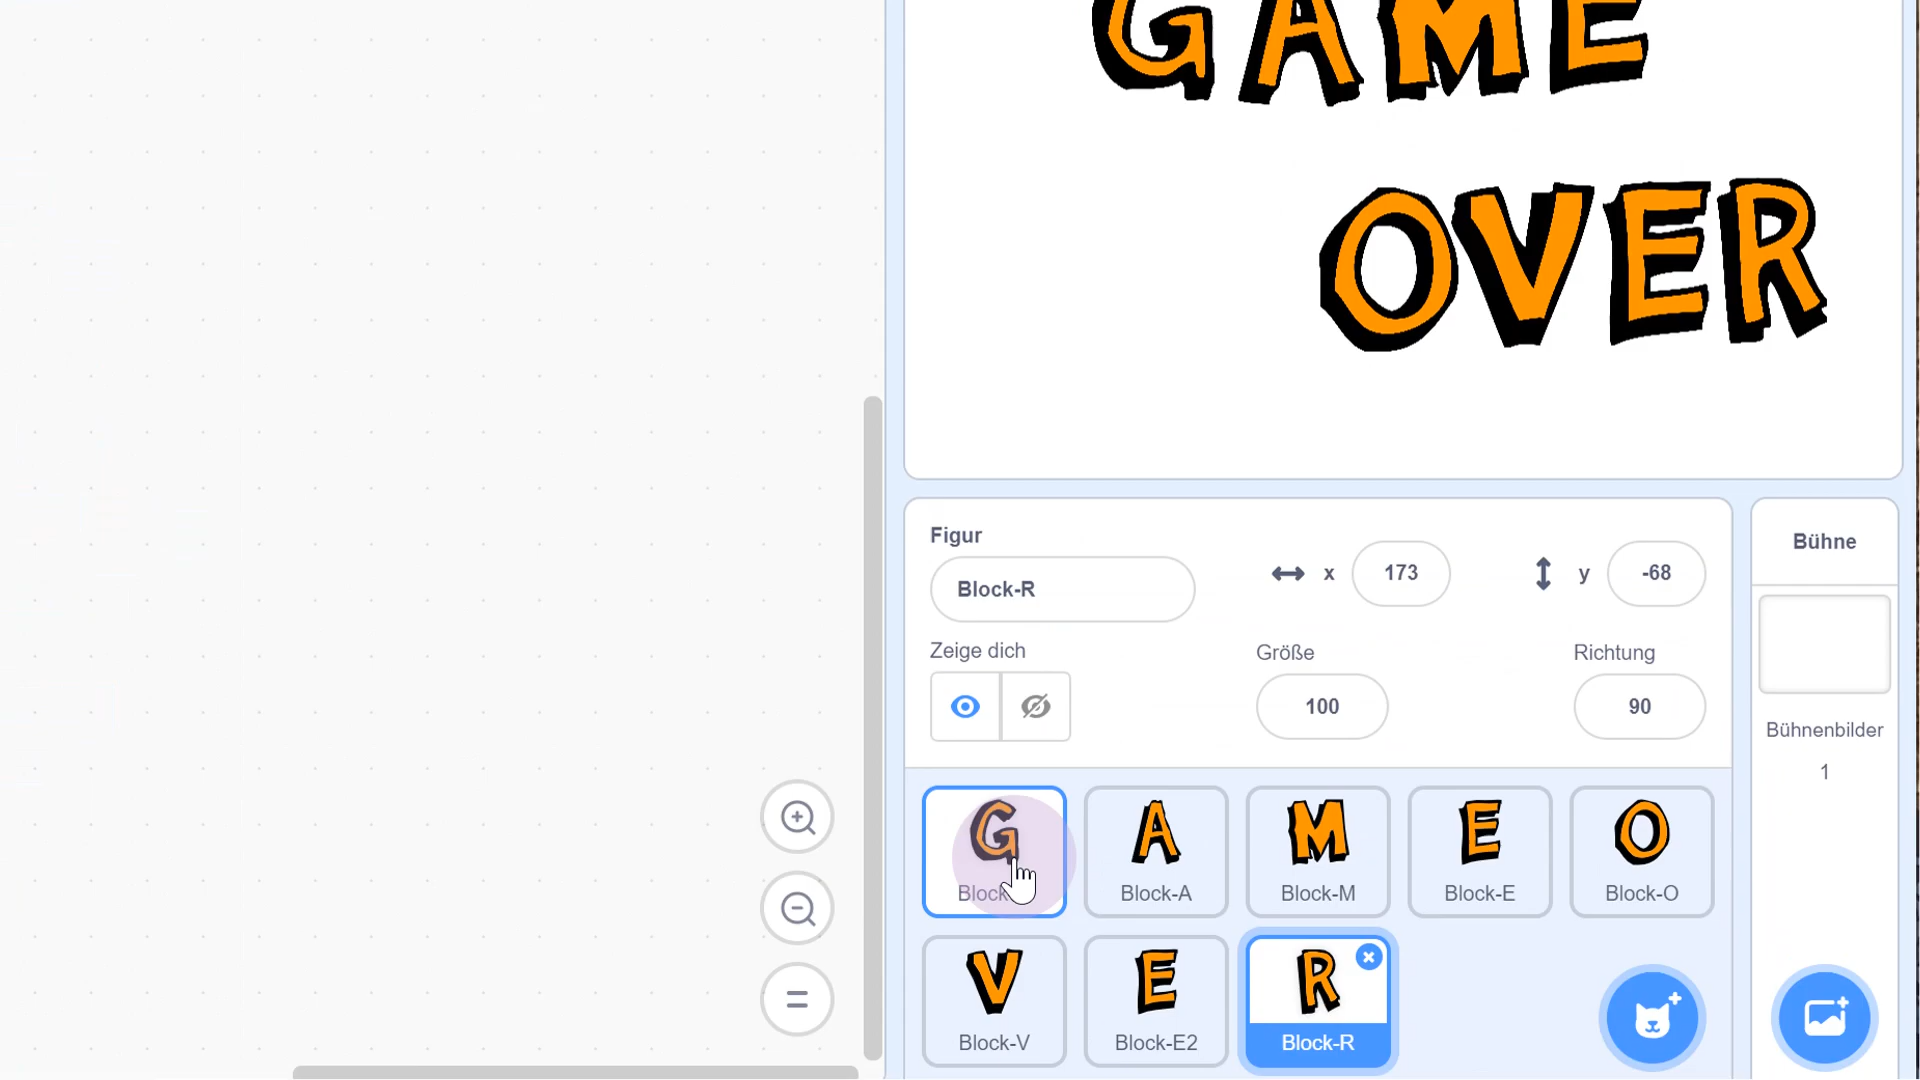 GAME
OVER
Figur
Block-R
x 173
y -68
Zeige dich
Größe
100
Richtung
90
Bühne
Bühnenbilder
1
G A M E O
Block Block-A Block-M Block-E Block-O
V E R
Block-V Block-E2 Block-R